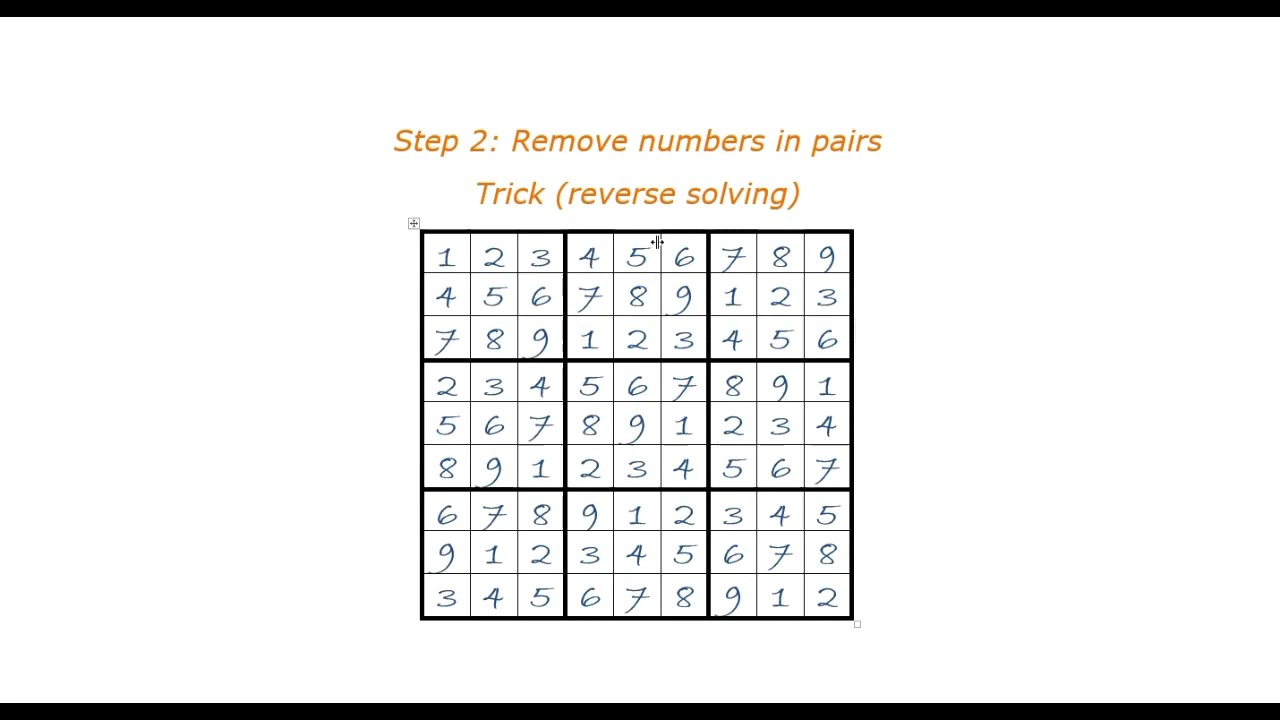 Step 2: Remove numbers in pairs
Trick (reverse solving)
1 2 3 4 5 6 7 8 9
4 5 6 7 8 9 1 2 3
7 8 9 1 2 3 4 5 6
2 3 4 5 6 7 8 9 1
5 6 7 8 9 1 2 3 4
8 9 1 2 3 4 5 6 7
6 7 8 9 1 2 3 4 5
9 1 2 3 4 5 6 7 8
3 4 5 6 7 8 9 1 2